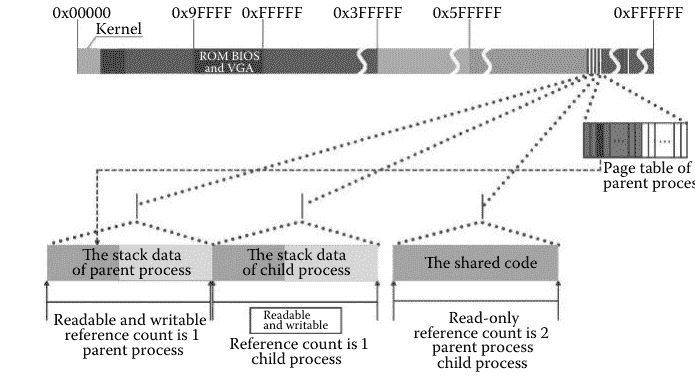 0x00000
0x9FFFF
0xFFFFF
0x3FFFFF
0x5FFFFF
0xFFFFFF
Kernel
ROM BIOS
and VGA
...
...
Page table of
parent proces
The stack data
of parent process
The stack data
of child process
The shared code
Readable and writable
reference count is 1
parent process
Readable
and writable
Reference count is 1
child process
Read-only
reference count is 2
parent process
child process